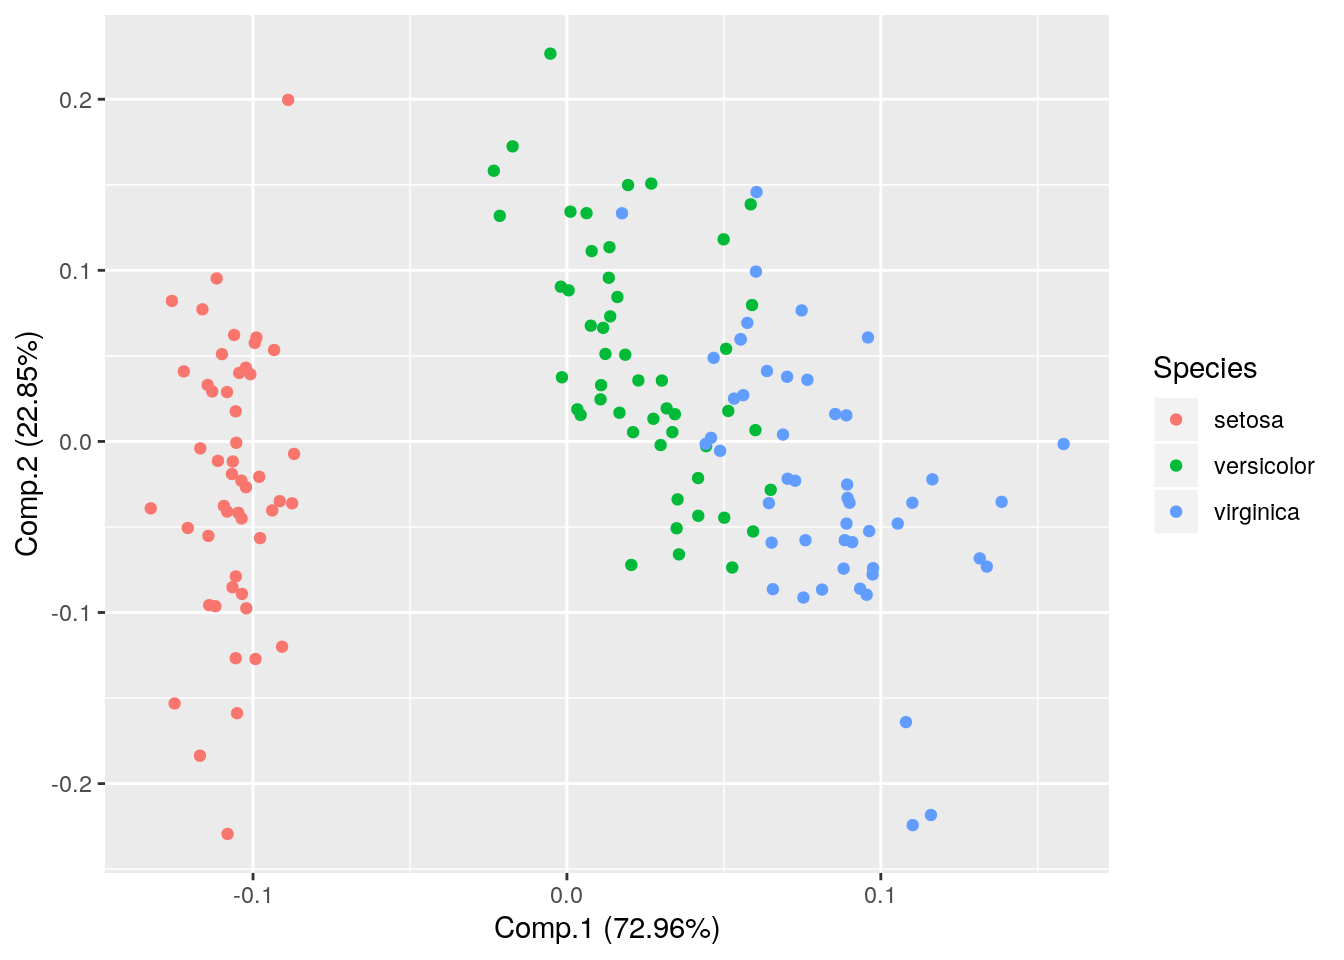 Comp.2 (22.85%)
0.2
0.1
0.0
-0.1
-0.2
-0.1
0.0
0.1
Comp.1 (72.96%)
Species
setosa
versicolor
virginica